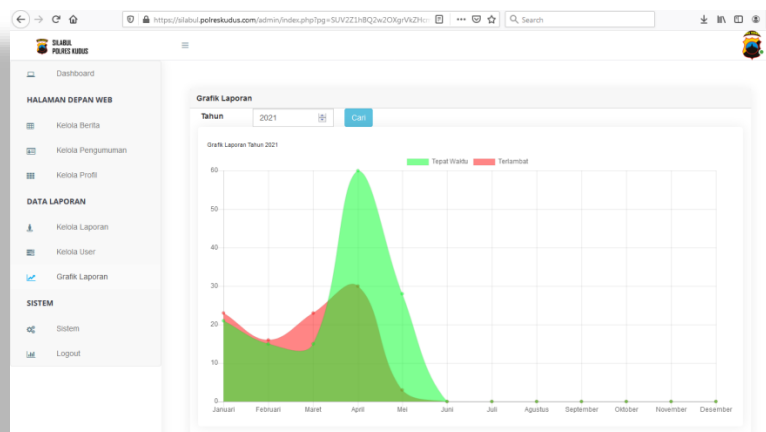 https://silabul.polreskudus.com/admin/index.php?pg=SUV2Z1hBQ2w2OXgrVkZHc
Search
SILABUL
POLRES KUDUS
Dashboard
HALAMAN DEPAN WEB
Kelola Berita
Kelola Pengumuman
Kelola Profil
DATA LAPORAN
Kelola Laporan
Kelola User
Grafik Laporan
SISTEM
Sistem
Logout
Grafik Laporan
Tahun 2021 Cari
Grafik Laporan Tahun 2021
Tepat Waktu Terlambat
60
50
40
30
20
10
0
Januari Februari Maret April Mei Juni Juli Agustus September Oktober November Desember